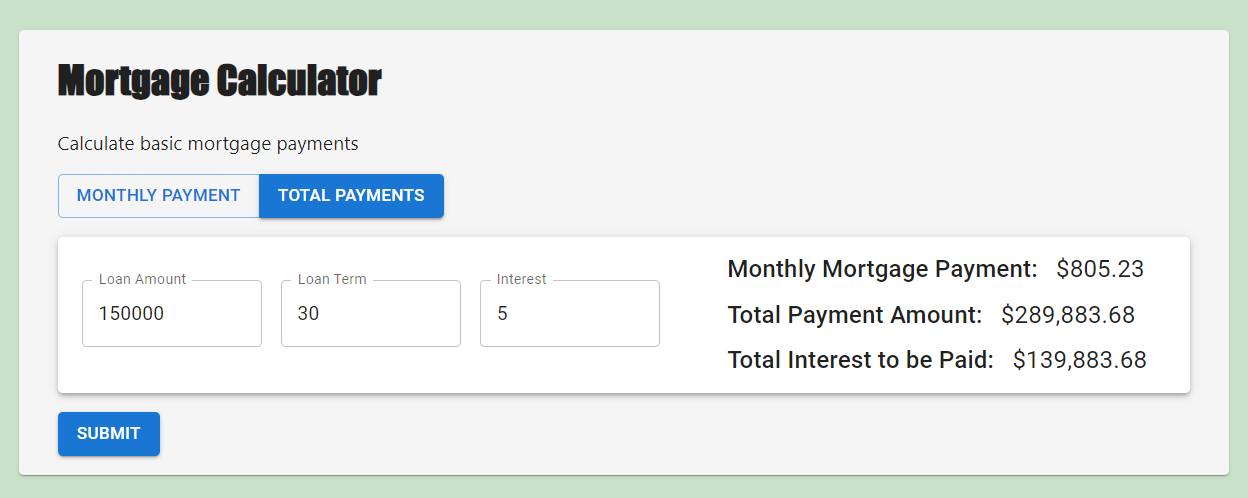 Mortgage Calculator
Calculate basic mortgage payments
MONTHLY PAYMENT TOTAL PAYMENTS
Loan Amount Loan Term Interest
150000 30 5
Monthly Mortgage Payment: $805.23
Total Payment Amount: $289,883.68
Total Interest to be Paid: $139,883.68
SUBMIT